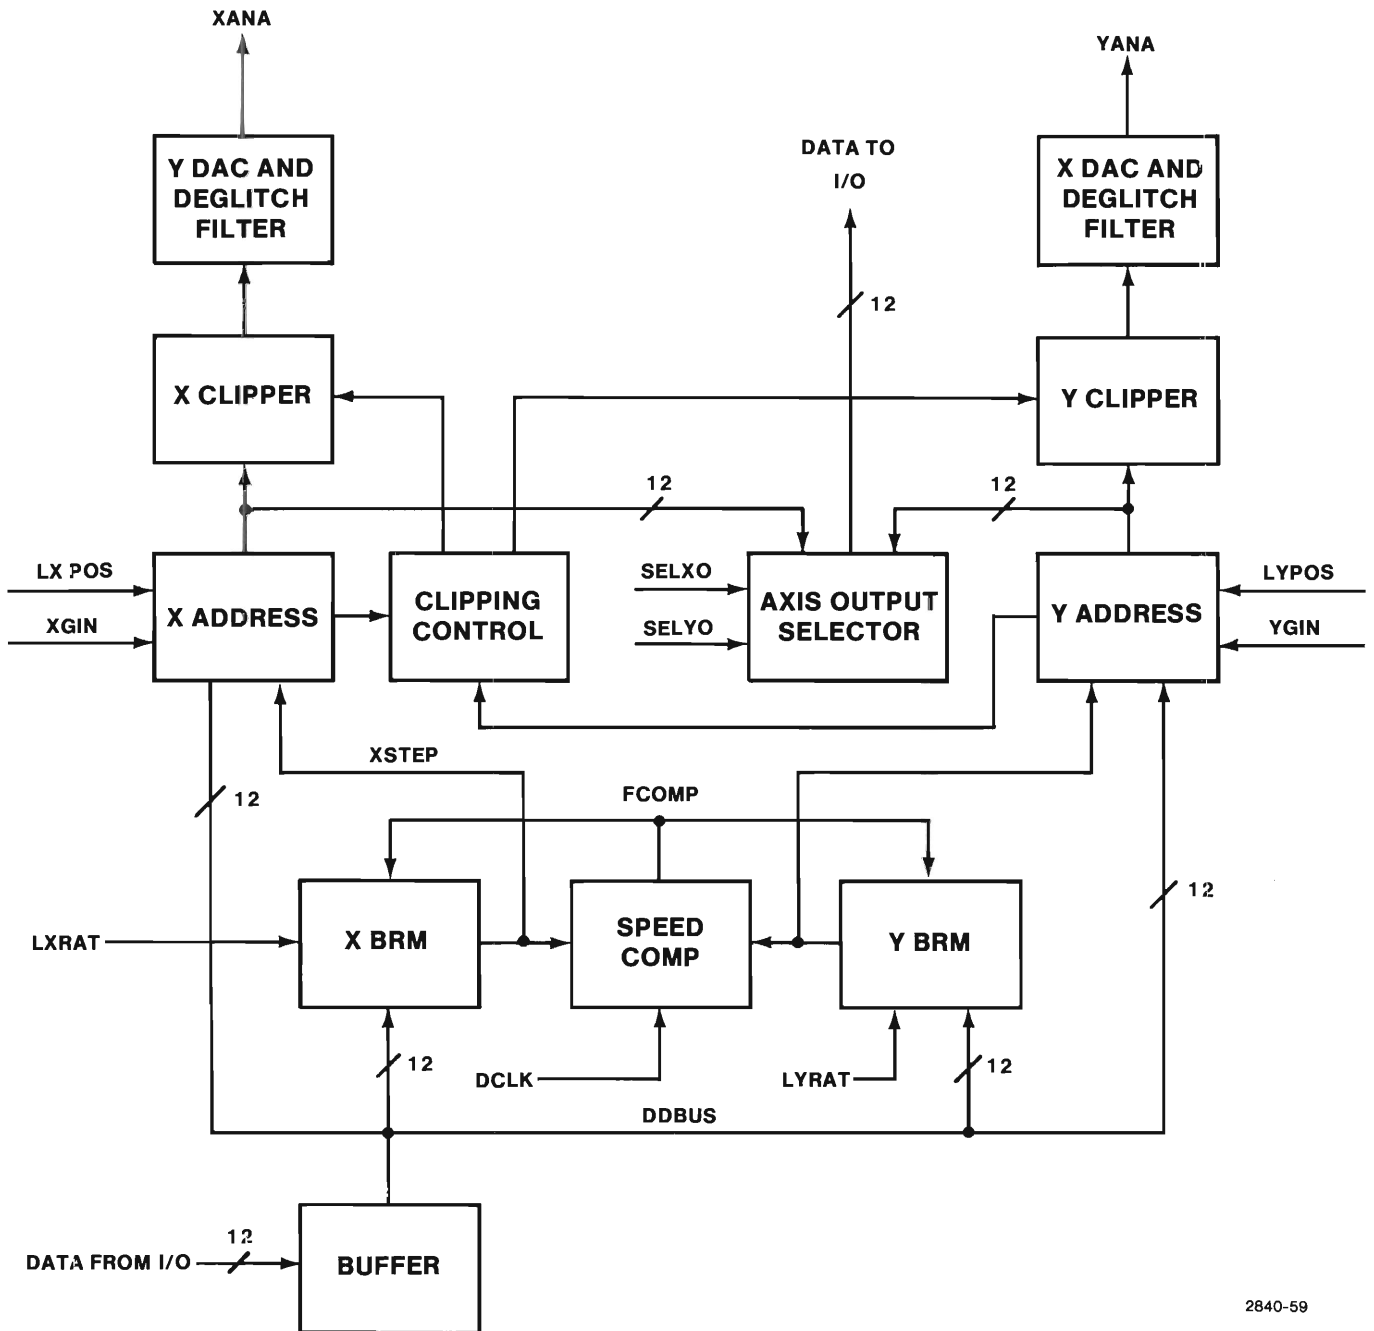 XANA
YANA
Y DAC AND
DEGLITCH
FILTER
DATA TO
I/O
X DAC AND
DEGLITCH
FILTER
12
X CLIPPER
Y CLIPPER
12
12
LX POS
XGIN
X ADDRESS
CLIPPING
CONTROL
SELXO
SELYO
AXIS OUTPUT
SELECTOR
Y ADDRESS
LYPOS
YGIN
XSTEP
12
FCOMP
12
LXRAT
X BRM
SPEED
COMP
Y BRM
12
DCLK
LYRAT
12
DDBUS
12
DATA FROM I/O
BUFFER
2840-59